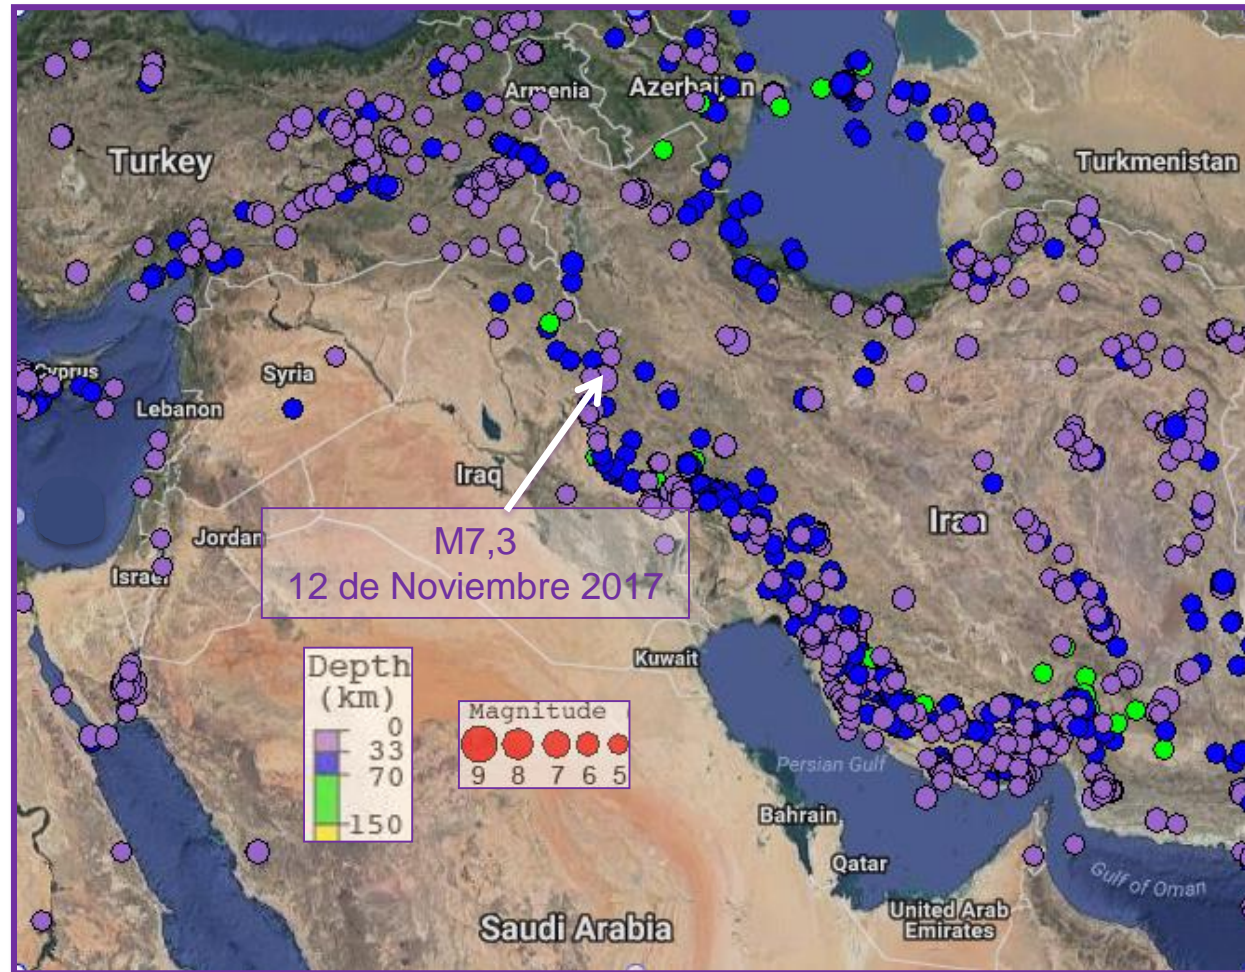 Armenia
Azerbaijan
Turkey
Turkmenistan
Cyprus
Syria
Lebanon
Iraq
Iran
Jordan
M7,3
Israel
12 de Noviembre 2017
Kuwait
Depth
(km)
0
33
70
150
Magnitude
9 8 7 6 5
Persian Gulf
Bahrain
Qatar
Gulf of Oman
United Arab
Emirates
Saudi Arabia